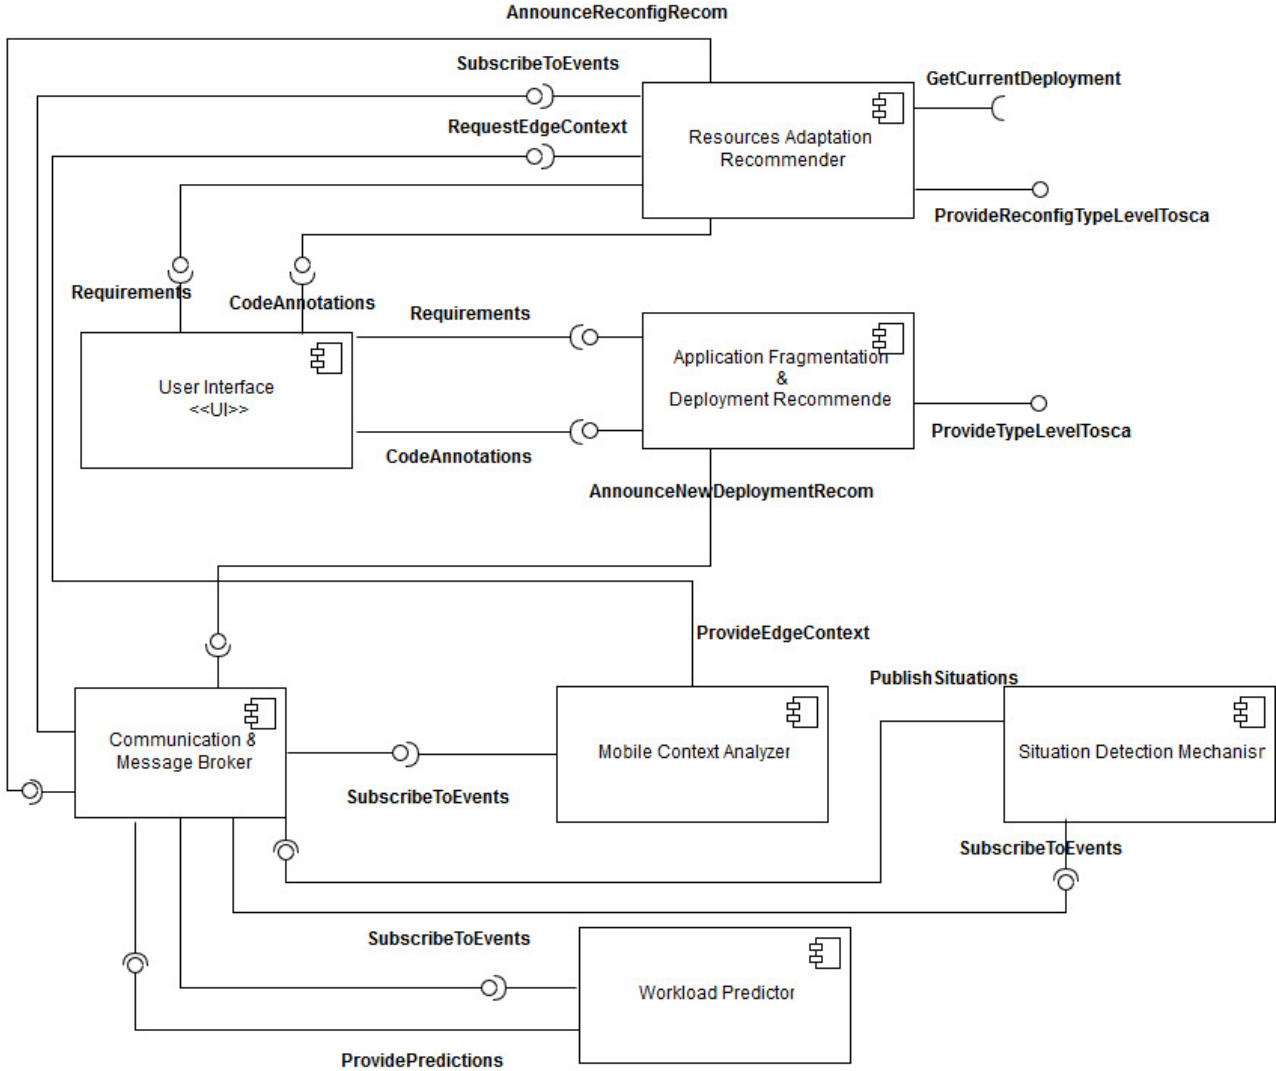 AnnounceReconfigRecom
SubscribeToEvents
GetCurrentDeployment
RequestEdgeContext
Resources Adaptation
Recommender
ProvideReconfigTypeLevelTosca
Requirements
CodeAnnotations
Requirements
Application Fragmentation
&
Deployment Recommende
User Interface
<<UI>>
ProvideTypeLevelTosca
CodeAnnotations
AnnounceNewDeploymentRecom
ProvideEdgeContext
PublishSituations
Communication &
Message Broker
Mobile Context Analyzer
Situation Detection Mechanism
SubscribeToEvents
SubscribeToEvents
SubscribeToEvents
Workload Predictor
ProvidePredictions